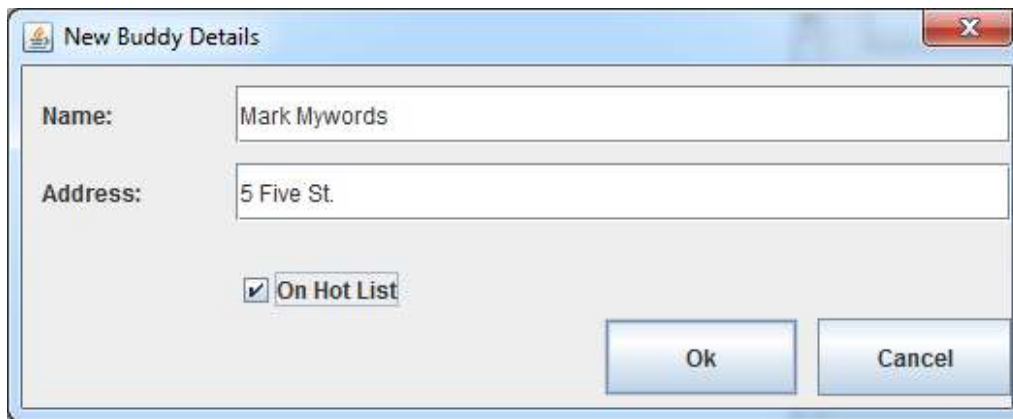 New Buddy Details
Name: Mark Mywords
Address: 5 Five St.
On Hot List
Ok Cancel